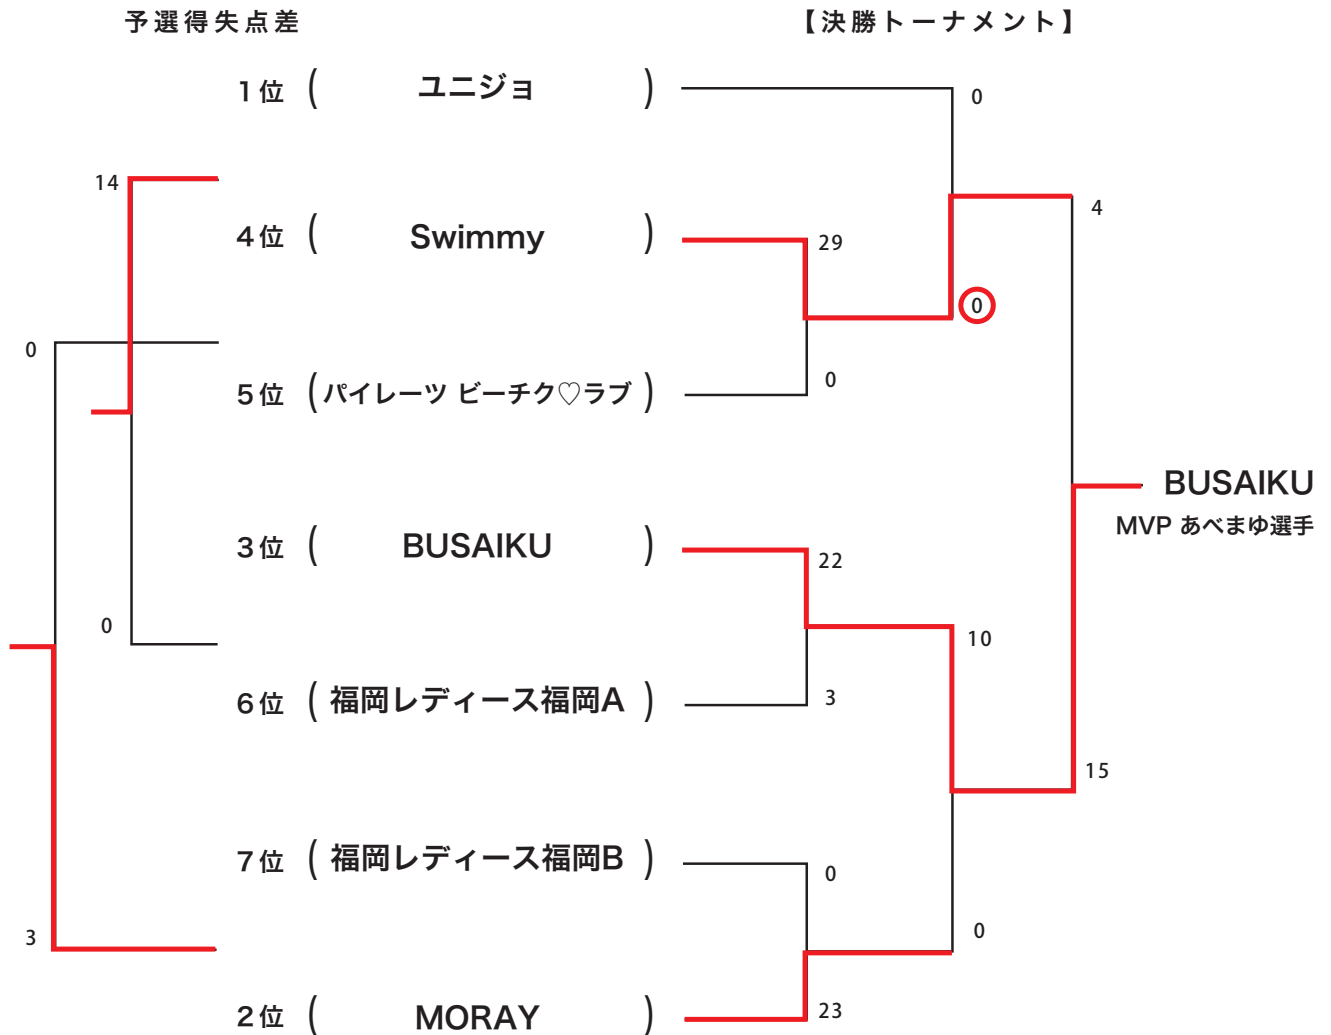 予選得失点差
【決勝トーナメント】
1位 ( ユニジョ )
0
14
4
4位 ( Swimmy )
29
0
0
5位 ( パイレーツ ビーチク♡ラブ )
0
BUSAIKU
MVP あべまゆ選手
3位 ( BUSAIKU )
22
0
10
6位 ( 福岡レディース福岡A )
3
15
7位 ( 福岡レディース福岡B )
0
3
0
2位 ( MORAY )
23